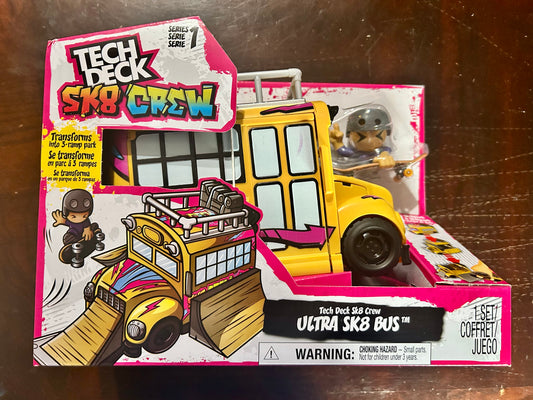 TECH
DECK
SK8 CREW
SERIES
SÉRIE
SERIE
1
Transforms
into 3-ramp park
Se transforme
en parc à 3 rampes
Se transforma
en un parque de 3 rampas
Tech Deck Sk8 Crew
ULTRA SK8 BUS™
1 SET/
COFFRET/
JUEGO
WARNING:
CHOKING HAZARD – Small parts.
Not for children under 3 years.